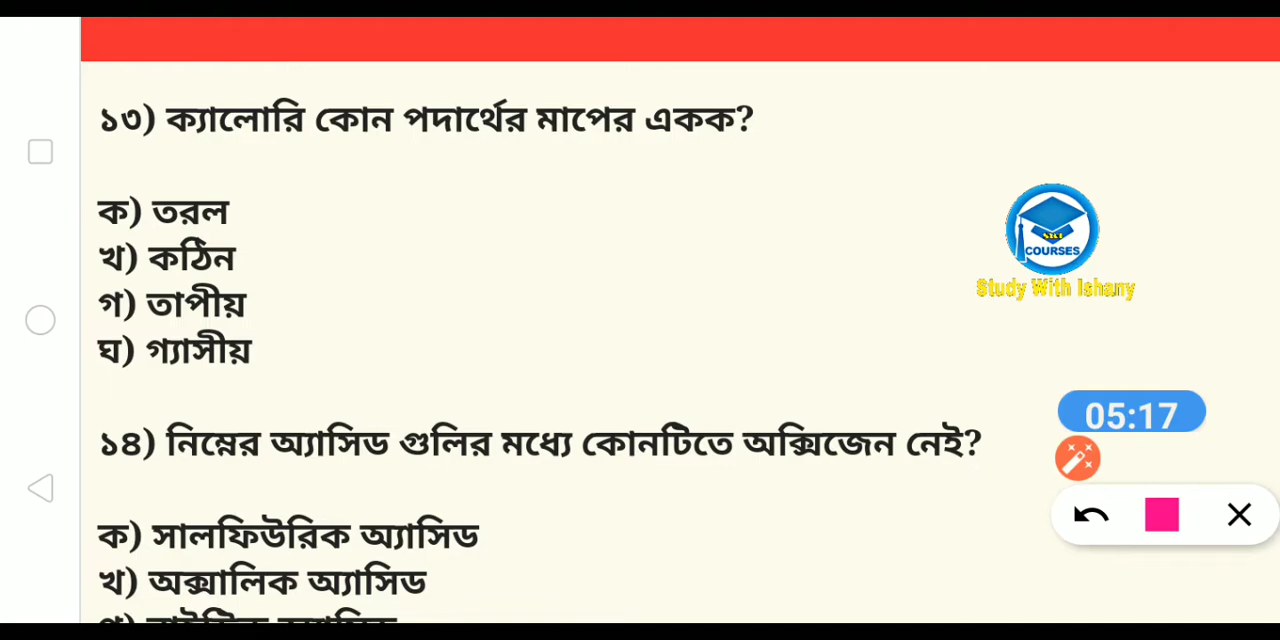 ১৩) ক্যালোরি কোন পদার্থের মাপের একক?
ক) তরল
খ) কঠিন
গ) তাপীয়
ঘ) গ্যাসীয়
COURSES
Study With Ishany
05:17
১৪) নিম্নের অ্যাসিড গুলির মধ্যে কোনটিতে অক্সিজেন নেই?
ক) সালফিউরিক অ্যাসিড
খ) অক্সালিক অ্যাসিড